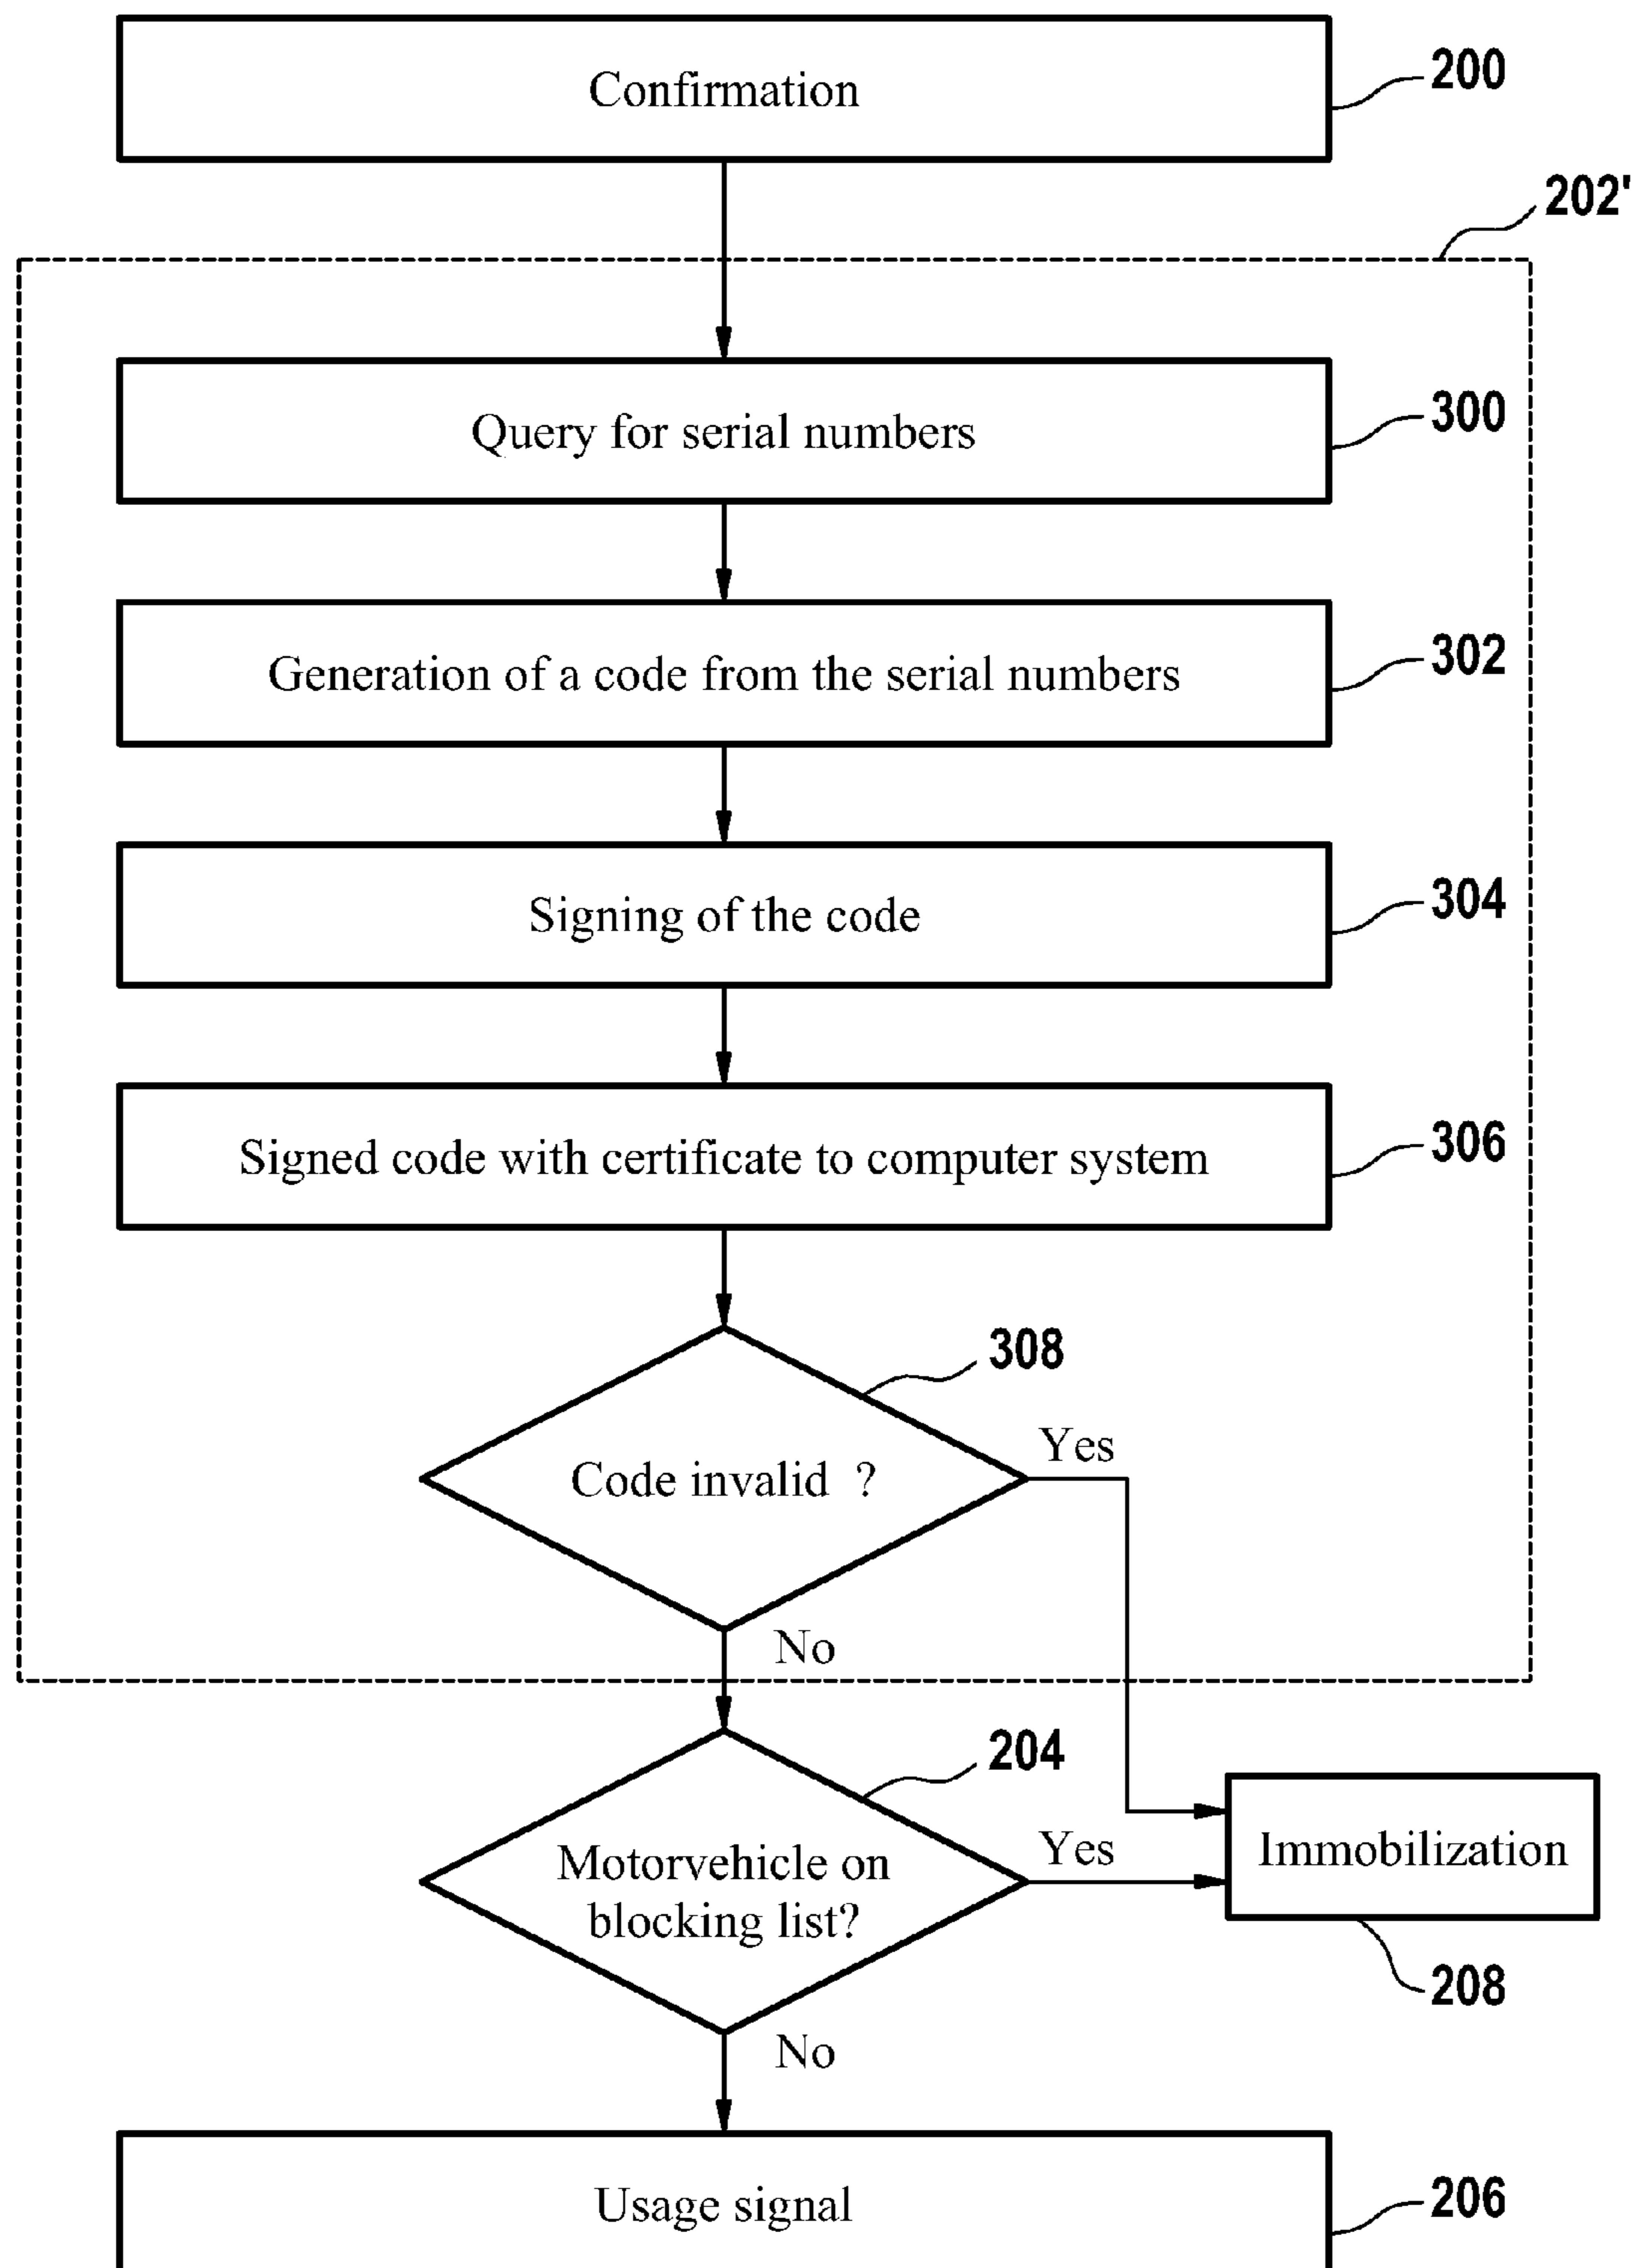 Confirmation
200
202'
Query for serial numbers
300
Generation of a code from the serial numbers
302
Signing of the code
304
Signed code with certificate to computer system
306
308
Code invalid ?
Yes
No
204
Motorvehicle on
blocking list?
Yes
Immobilization
208
No
Usage signal
206